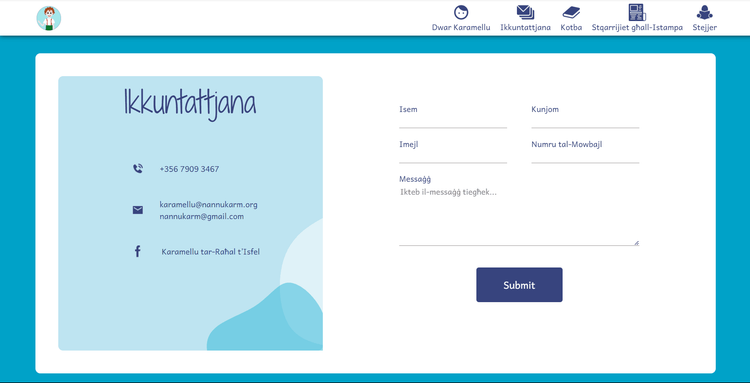 Dwar Karamellu
Ikkuntattjana
Kotba
Stqarrijiet għall-Istampa
Stejjer
Ikkuntattjana
+356 7909 3467
karamellu@nannukarm.org
nannukarm@gmail.com
Karamellu tar-Raħal t'Isfel
Isem
Kunjom
Imejl
Numru tal-Mowbajl
Messaġġ
Ikteb il-messaġġ tiegħek...
Submit